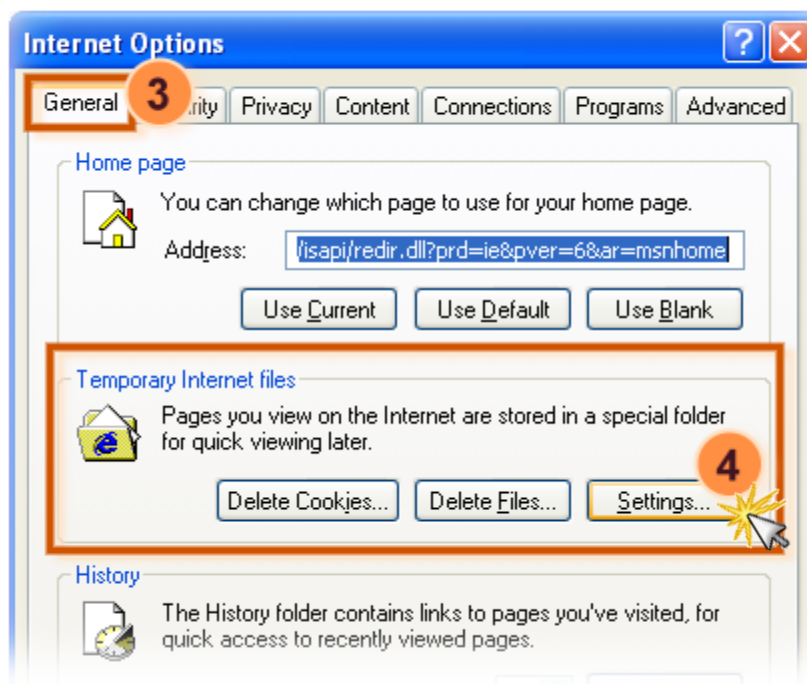 Internet Options
General
3
rity
Privacy
Content
Connections
Programs
Advanced
Home page
You can change which page to use for your home page.
Address:
/isapi/redir.dll?prd=ie&pver=6&ar=msnhome
Use Current
Use Default
Use Blank
Temporary Internet files
Pages you view on the Internet are stored in a special folder
for quick viewing later.
4
Delete Cookies...
Delete Files...
Settings...
History
The History folder contains links to pages you've visited, for
quick access to recently viewed pages.